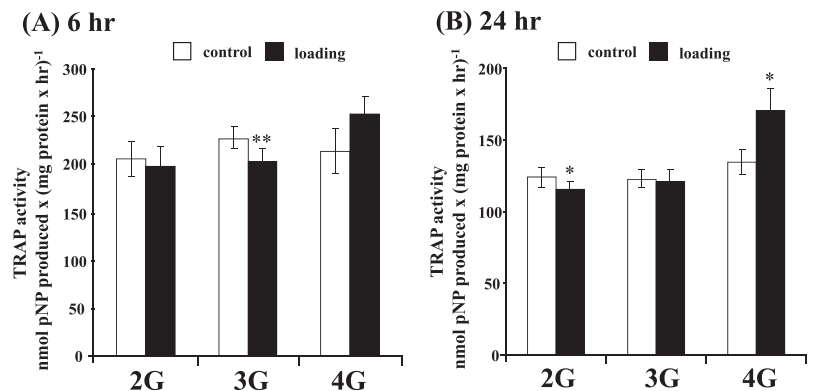 (A) 6 hr
control
loading
TRAP activity
nmol pNP produced x (mg protein x hr)⁻¹
300
250
200
250
200
50
0
**
2G
3G
4G
(B) 24 hr
control
loading
TRAP activity
nmol pNP produced x (mg protein x hr)⁻¹
200
150
100
50
0
*
*
2G
3G
4G